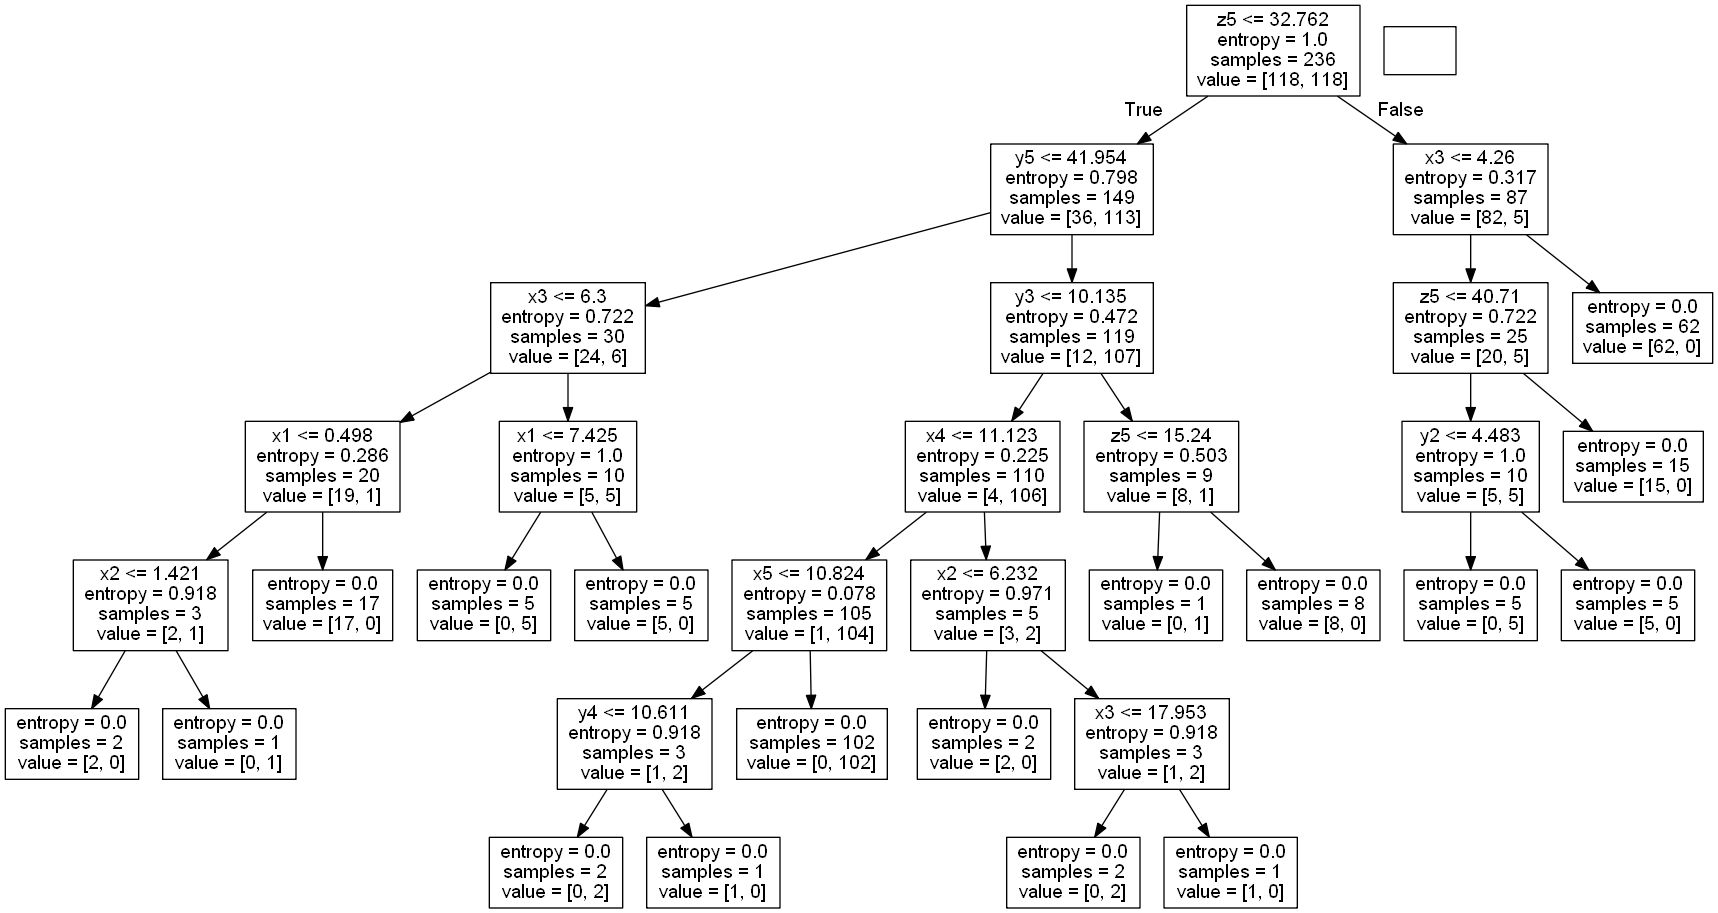 z5 <= 32.762
entropy = 1.0
samples = 236
value = [118, 118]
True
False
y5 <= 41.954
entropy = 0.798
samples = 149
value = [36, 113]
x3 <= 4.26
entropy = 0.317
samples = 87
value = [82, 5]
x3 <= 6.3
entropy = 0.722
samples = 30
value = [24, 6]
y3 <= 10.135
entropy = 0.472
samples = 119
value = [12, 107]
z5 <= 40.71
entropy = 0.722
samples = 25
value = [20, 5]
entropy = 0.0
samples = 62
value = [62, 0]
x1 <= 0.498
entropy = 0.286
samples = 20
value = [19, 1]
x1 <= 7.425
entropy = 1.0
samples = 10
value = [5, 5]
x4 <= 11.123
entropy = 0.225
samples = 110
value = [4, 106]
z5 <= 15.24
entropy = 0.503
samples = 9
value = [8, 1]
y2 <= 4.483
entropy = 1.0
samples = 10
value = [5, 5]
entropy = 0.0
samples = 15
value = [15, 0]
x2 <= 1.421
entropy = 0.918
samples = 3
value = [2, 1]
entropy = 0.0
samples = 17
value = [17, 0]
entropy = 0.0
samples = 5
value = [0, 5]
entropy = 0.0
samples = 5
value = [5, 0]
x5 <= 10.824
entropy = 0.078
samples = 105
value = [1, 104]
x2 <= 6.232
entropy = 0.971
samples = 5
value = [3, 2]
entropy = 0.0
samples = 1
value = [0, 1]
entropy = 0.0
samples = 8
value = [8, 0]
entropy = 0.0
samples = 5
value = [0, 5]
entropy = 0.0
samples = 5
value = [5, 0]
entropy = 0.0
samples = 2
value = [2, 0]
entropy = 0.0
samples = 1
value = [0, 1]
y4 <= 10.611
entropy = 0.918
samples = 3
value = [1, 2]
entropy = 0.0
samples = 102
value = [0, 102]
entropy = 0.0
samples = 2
value = [2, 0]
x3 <= 17.953
entropy = 0.918
samples = 3
value = [1, 2]
entropy = 0.0
samples = 2
value = [0, 2]
entropy = 0.0
samples = 1
value = [1, 0]
entropy = 0.0
samples = 2
value = [0, 2]
entropy = 0.0
samples = 1
value = [1, 0]